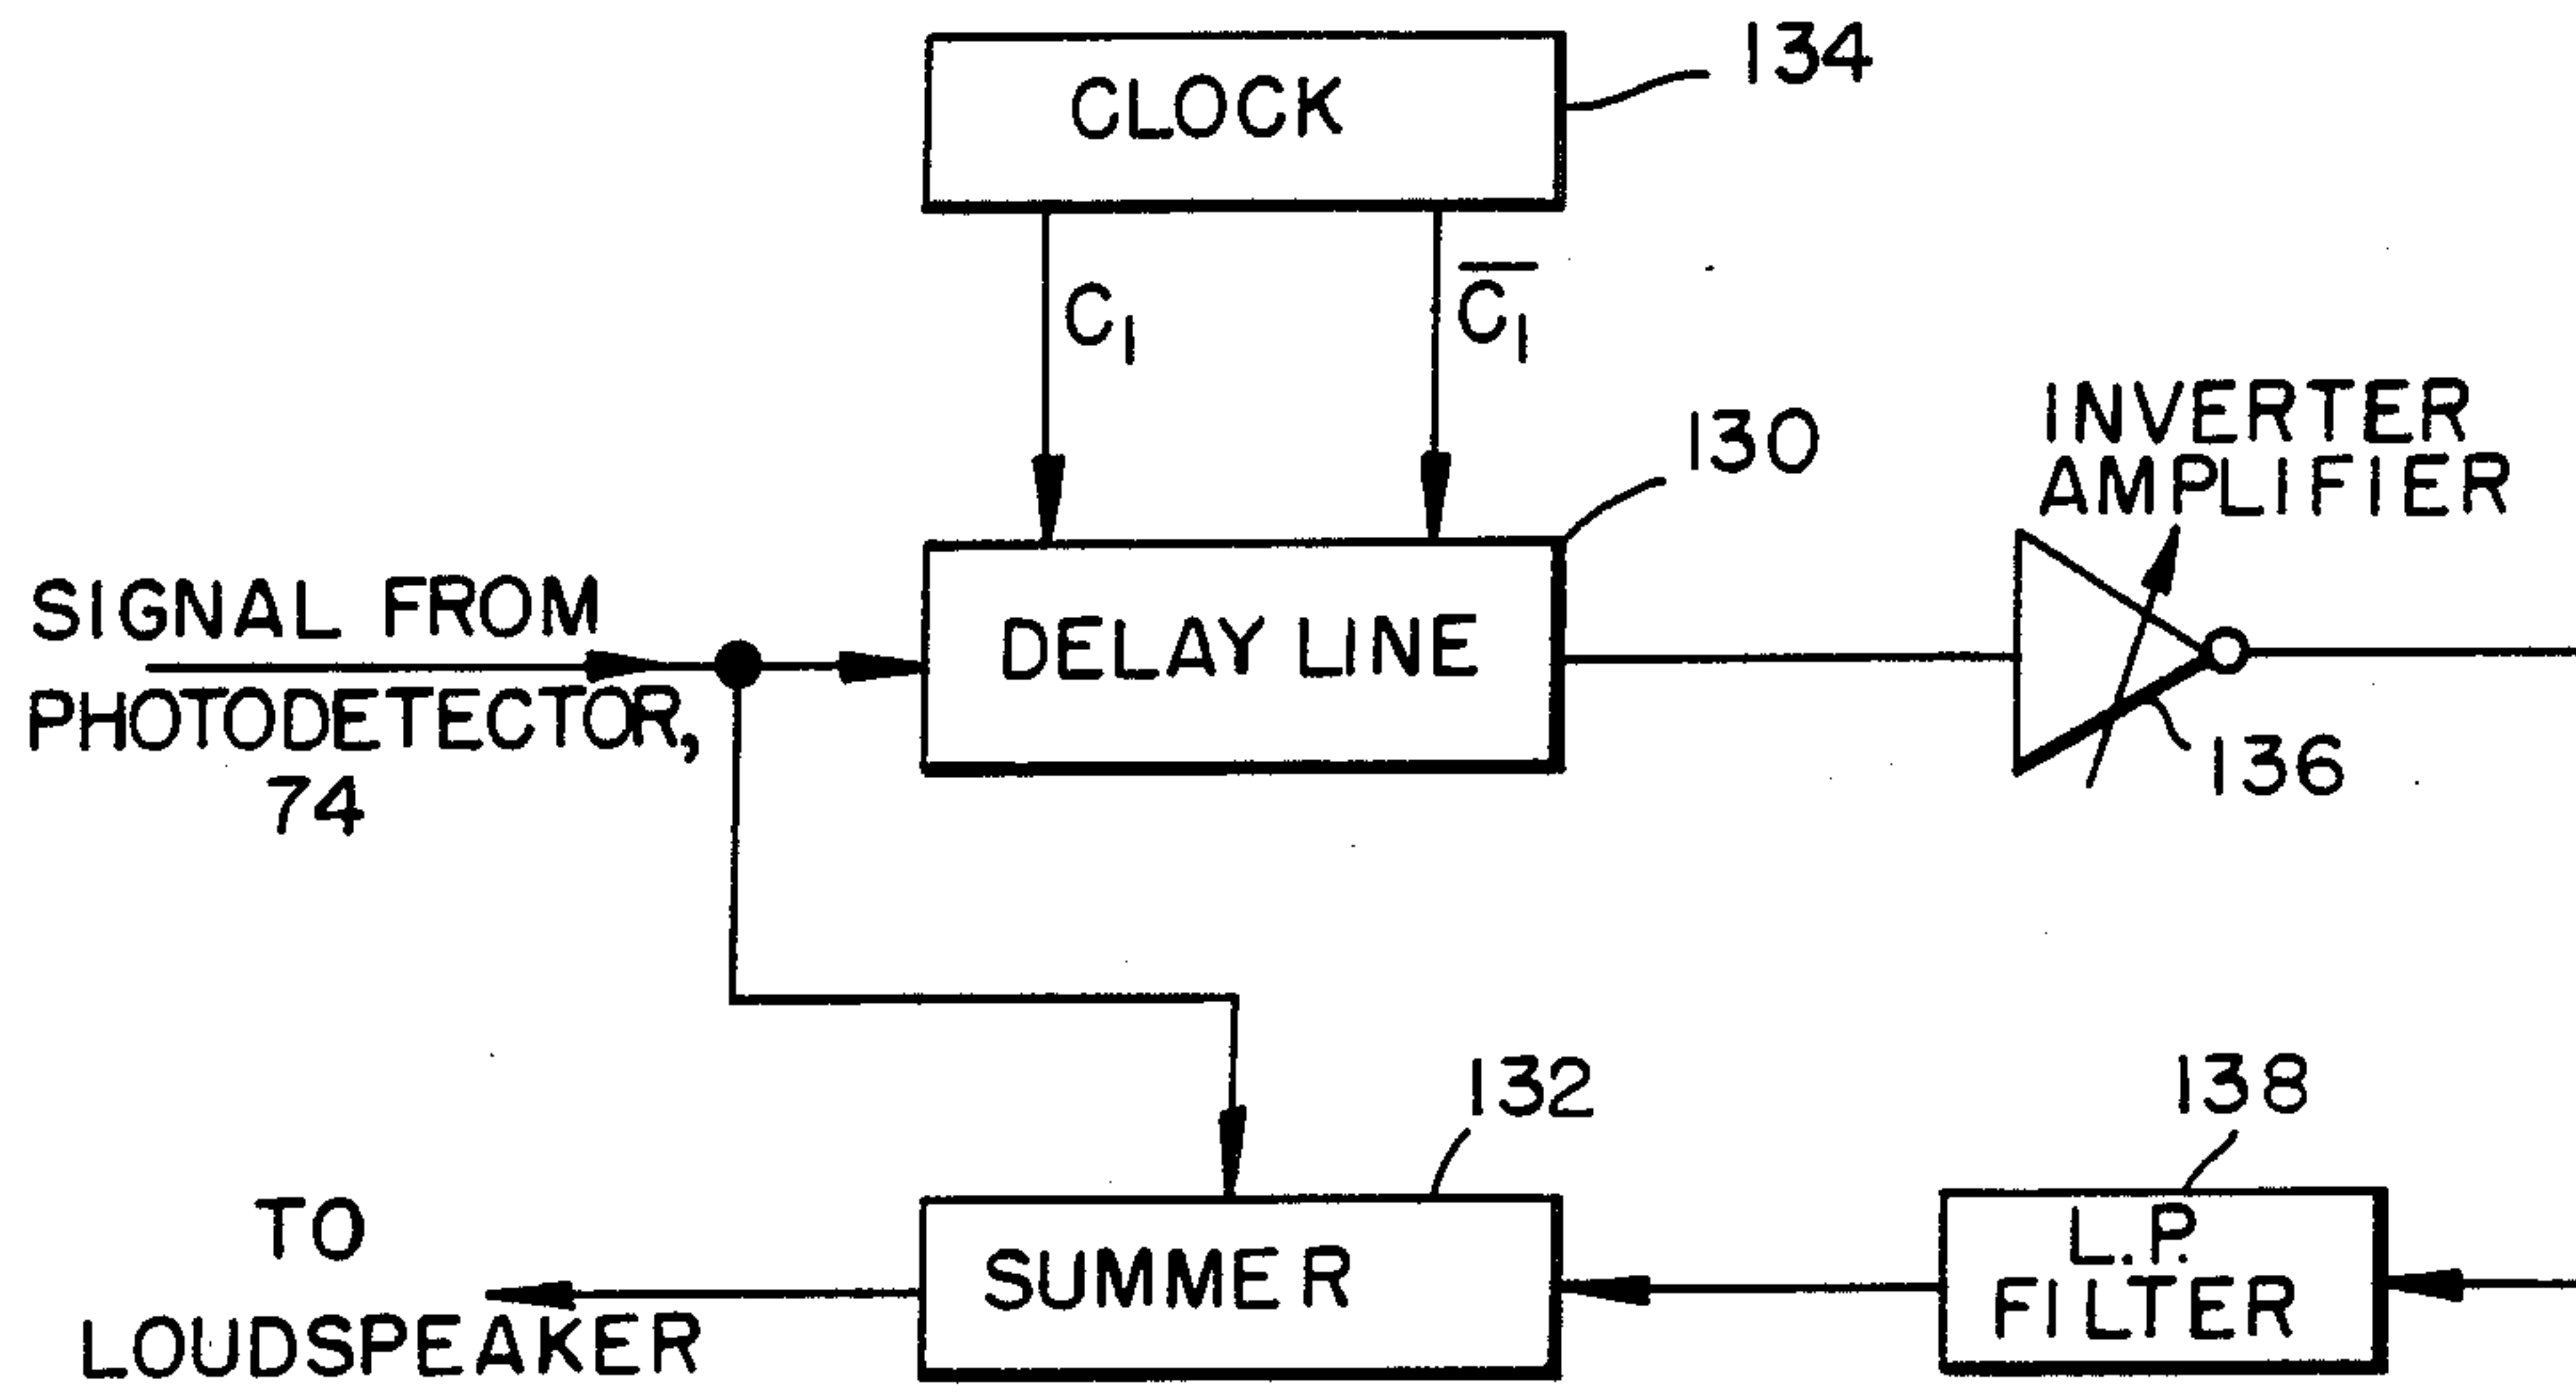 CLOCK
134
C₁
C̅₁
130
INVERTER
AMPLIFIER
SIGNAL FROM
PHOTODETECTOR,
74
DELAY LINE
136
132
138
TO
LOUDSPEAKER
SUMMER
L.P.
FILTER